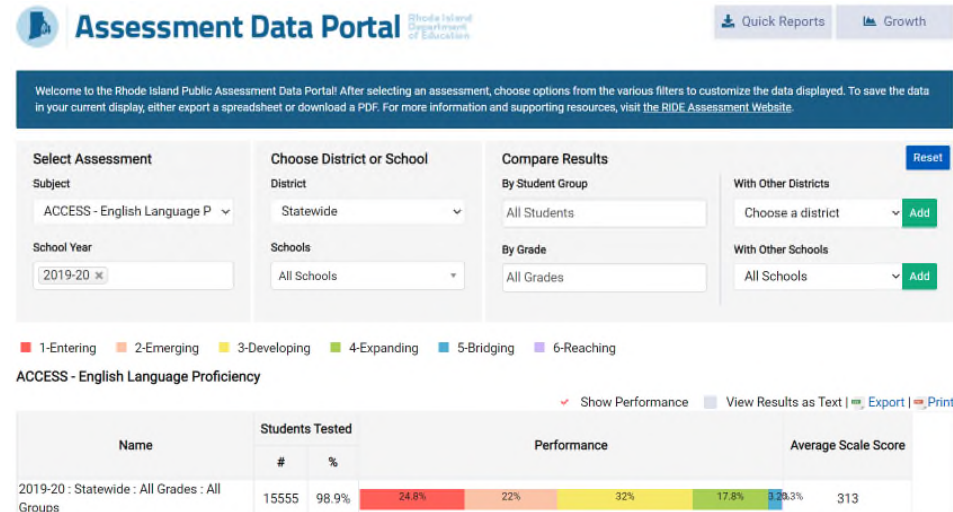 Assessment Data Portal Rhode Island
Department
of Education
Quick Reports
Growth
Welcome to the Rhode Island Public Assessment Data Portal! After selecting an assessment, choose options from the various filters to customize the data displayed. To save the data
in your current display, either export a spreadsheet or download a PDF. For more information and supporting resources, visit the RIDE Assessment Website.
Select Assessment
Subject
ACCESS - English Language P
School Year
2019-20 ×
Choose District or School
District
Statewide
Schools
All Schools
Compare Results
Reset
By Student Group
All Students
By Grade
All Grades
With Other Districts
Choose a district
Add
With Other Schools
All Schools
Add
1-Entering 2-Emerging 3-Developing 4-Expanding 5-Bridging 6-Reaching
ACCESS - English Language Proficiency
Show Performance View Results as Text | Export | Print
Name
Students Tested
# %
Performance
Average Scale Score
2019-20 : Statewide : All Grades : All
Groups
15555 98.9% 24.8% 22% 32% 17.8% 313